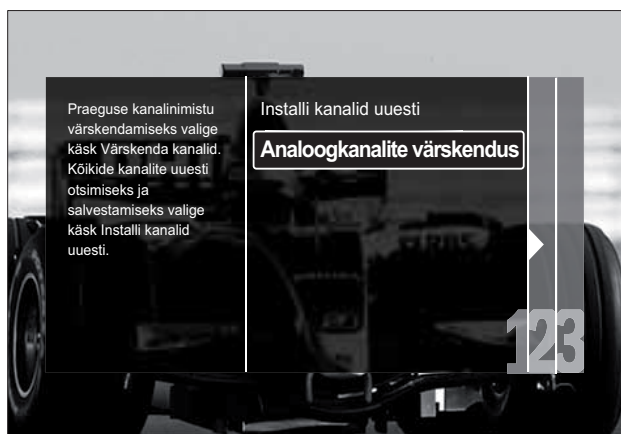 Praeguse kanalinimistu
värskendamiseks valige
käsk Värskenda kanalid.
Kõikide kanalite uuesti
otsimiseks ja
salvestamiseks valige
käsk Installi kanalid
uuesti.
Installi kanalid uuesti
Analoogkanalite värskendus
123